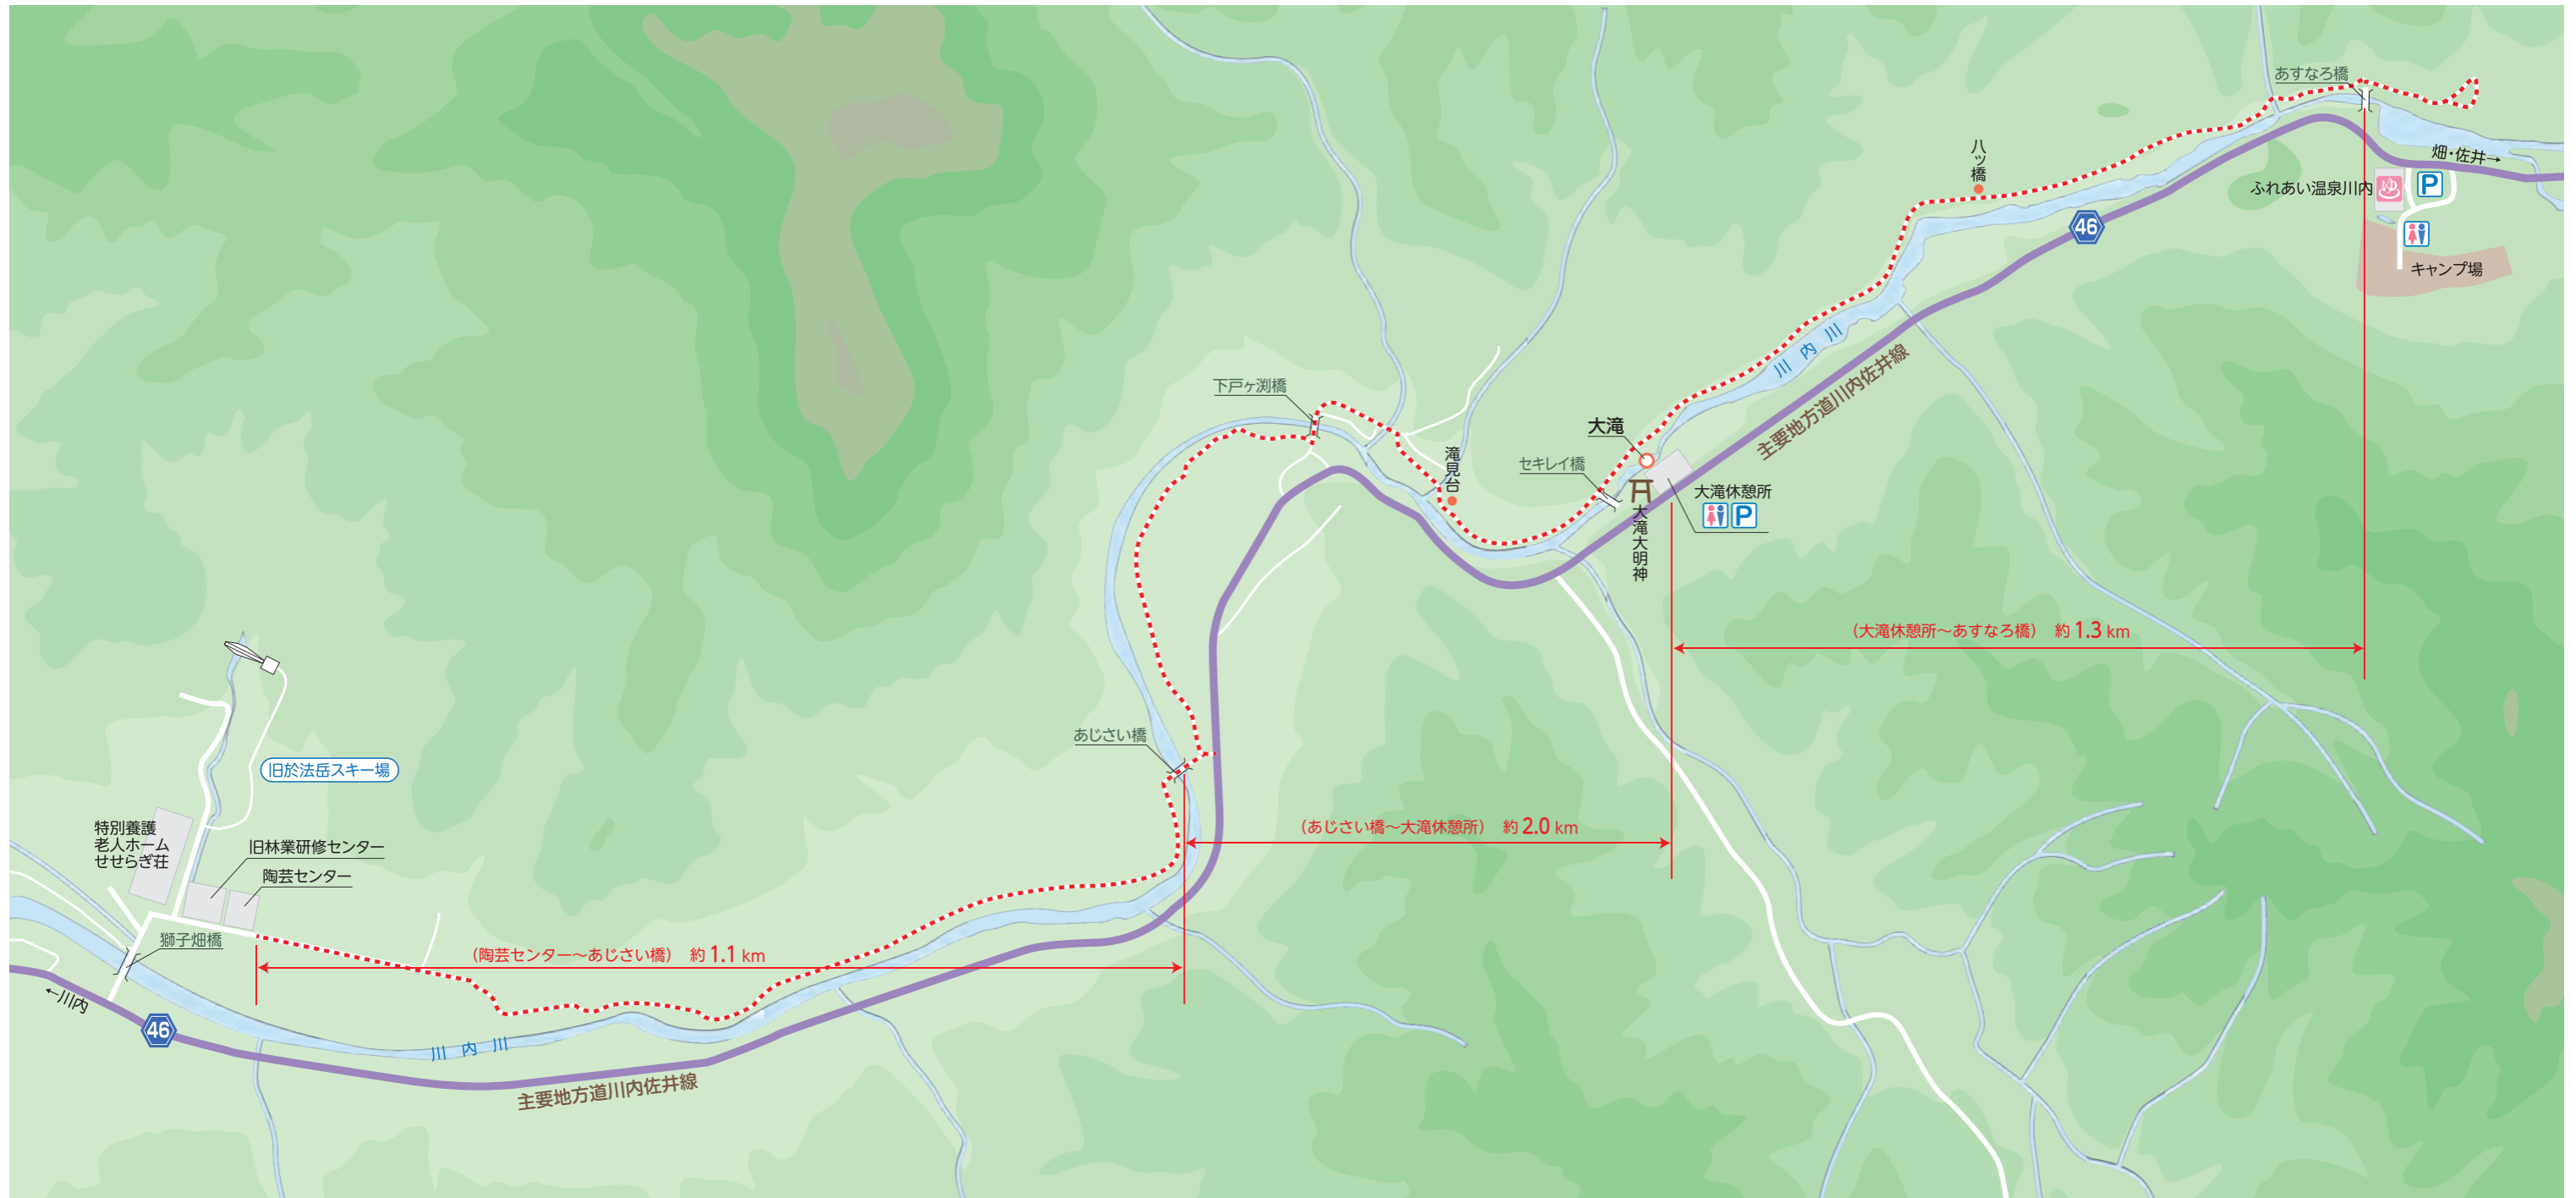 あすなろ橋
八ッ橋
畑・佐井→
ふれあい温泉川内
ゆ
P
46
キャンプ場
川内川
主要地方道川内佐井線
下戸ヶ渕橋
大滝
滝見台
セキレイ橋
大滝休憩所
P
大滝大明神
(大滝休憩所～あすなろ橋) 約1.3 km
あじさい橋
旧於法岳スキー場
(あじさい橋～大滝休憩所) 約2.0 km
特別養護
老人ホーム
せせらぎ荘
旧林業研修センター
陶芸センター
獅子畑橋
(陶芸センター～あじさい橋) 約1.1 km
←川内
46
川内川
主要地方道川内佐井線